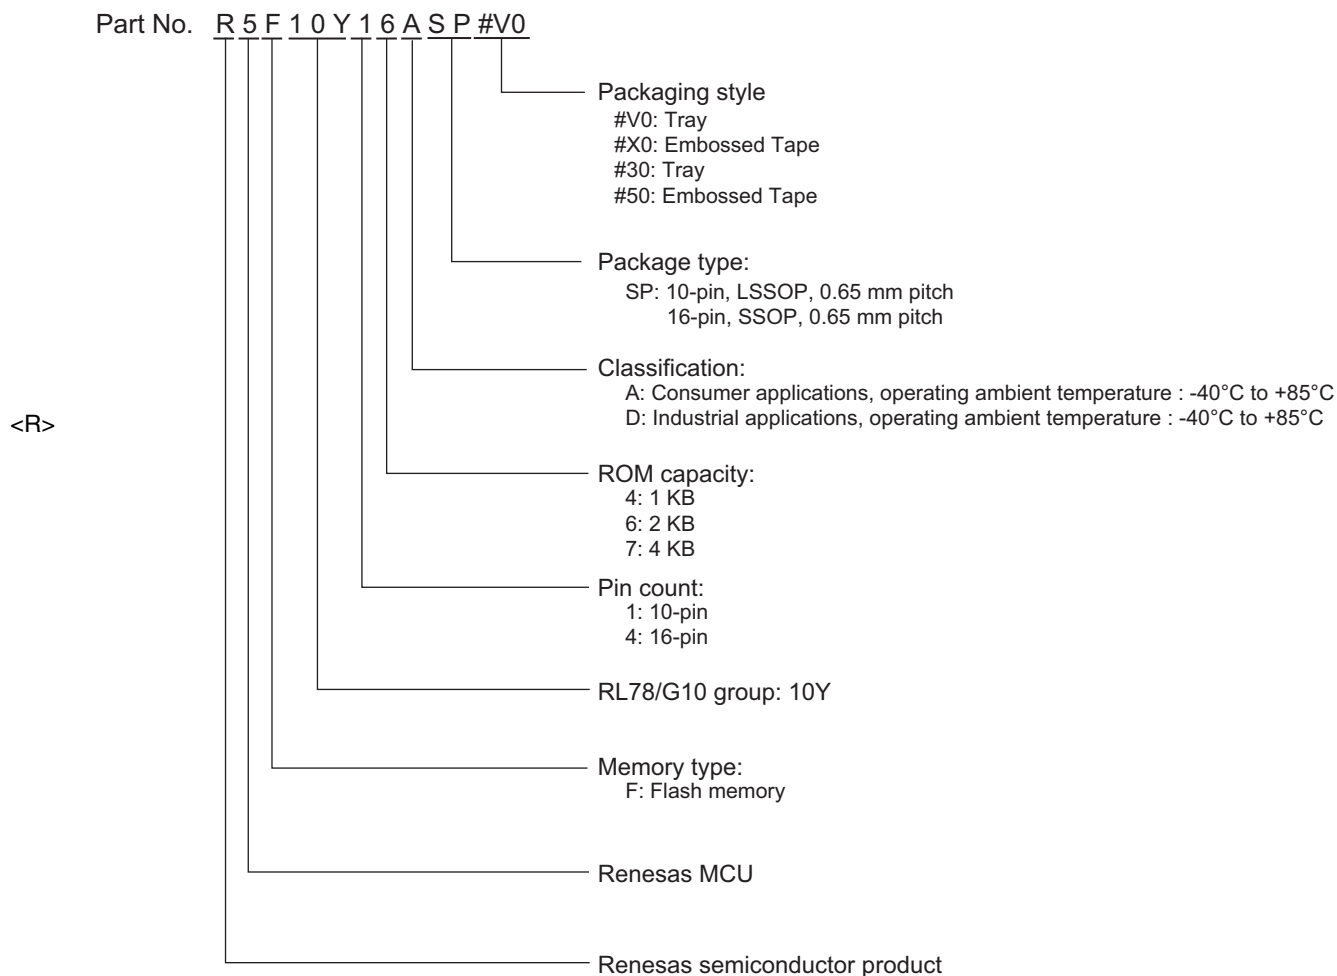 Part No. R 5 F 1 0 Y 1 6 A S P #V0
Packaging style
#V0: Tray
#X0: Embossed Tape
#30: Tray
#50: Embossed Tape
Package type:
SP: 10-pin, LSSOP, 0.65 mm pitch
16-pin, SSOP, 0.65 mm pitch
Classification:
A: Consumer applications, operating ambient temperature : -40°C to +85°C
<R>
D: Industrial applications, operating ambient temperature : -40°C to +85°C
ROM capacity:
4: 1 KB
6: 2 KB
7: 4 KB
Pin count:
1: 10-pin
4: 16-pin
RL78/G10 group: 10Y
Memory type:
F: Flash memory
Renesas MCU
Renesas semiconductor product